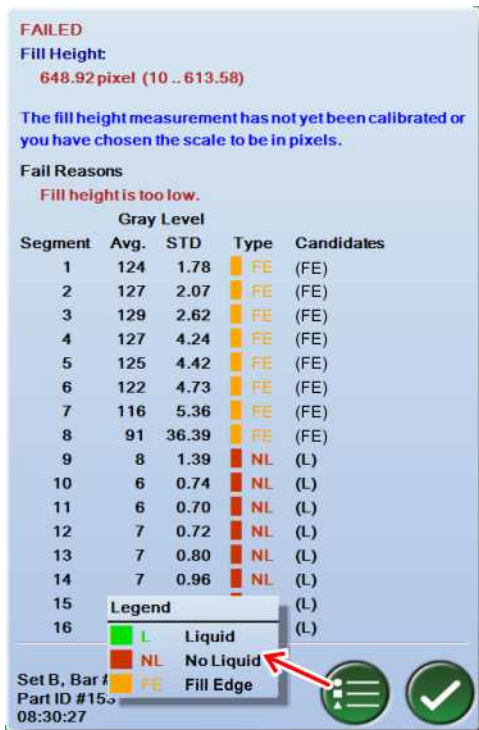 FAILED
Fill Height:
648.92 pixel (10 .. 613.58)
The fill height measurement has not yet been calibrated or
you have chosen the scale to be in pixels.
Fail Reasons
Fill height is too low.
Gray Level
Segment Avg. STD Type Candidates
1 124 1.78 FE (FE)
2 127 2.07 FE (FE)
3 129 2.62 FE (FE)
4 127 4.24 FE (FE)
5 125 4.42 FE (FE)
6 122 4.73 FE (FE)
7 116 5.36 FE (FE)
8 91 36.39 FE (FE)
9 8 1.39 NL (L)
10 6 0.74 NL (L)
11 6 0.70 NL (L)
12 7 0.72 NL (L)
13 7 0.80 NL (L)
14 7 0.96 NL (L)
15 (L)
16 (L)
Legend
L Liquid
NL No Liquid
FE Fill Edge
Set B, Bar #
Part ID #153
08:30:27